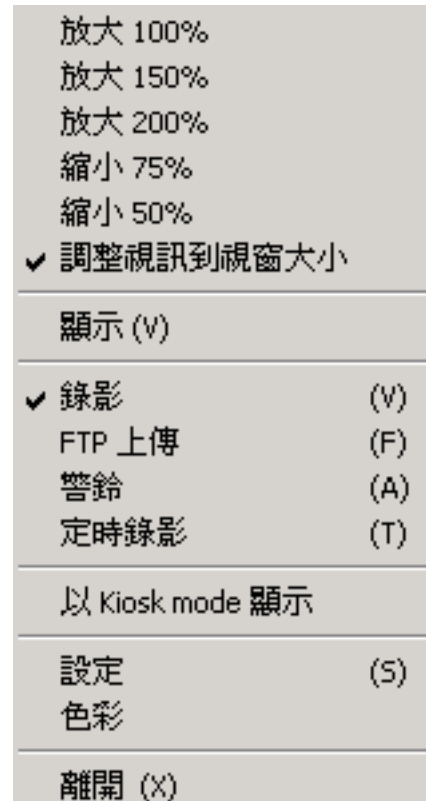 放大 100%
放大 150%
放大 200%
縮小 75%
縮小 50%
調整視訊到視窗大小
顯示 (V)
錄影 (V)
FTP 上傳 (F)
警鈴 (A)
定時錄影 (T)
以 Kiosk mode 顯示
設定 (S)
色彩
離開 (X)